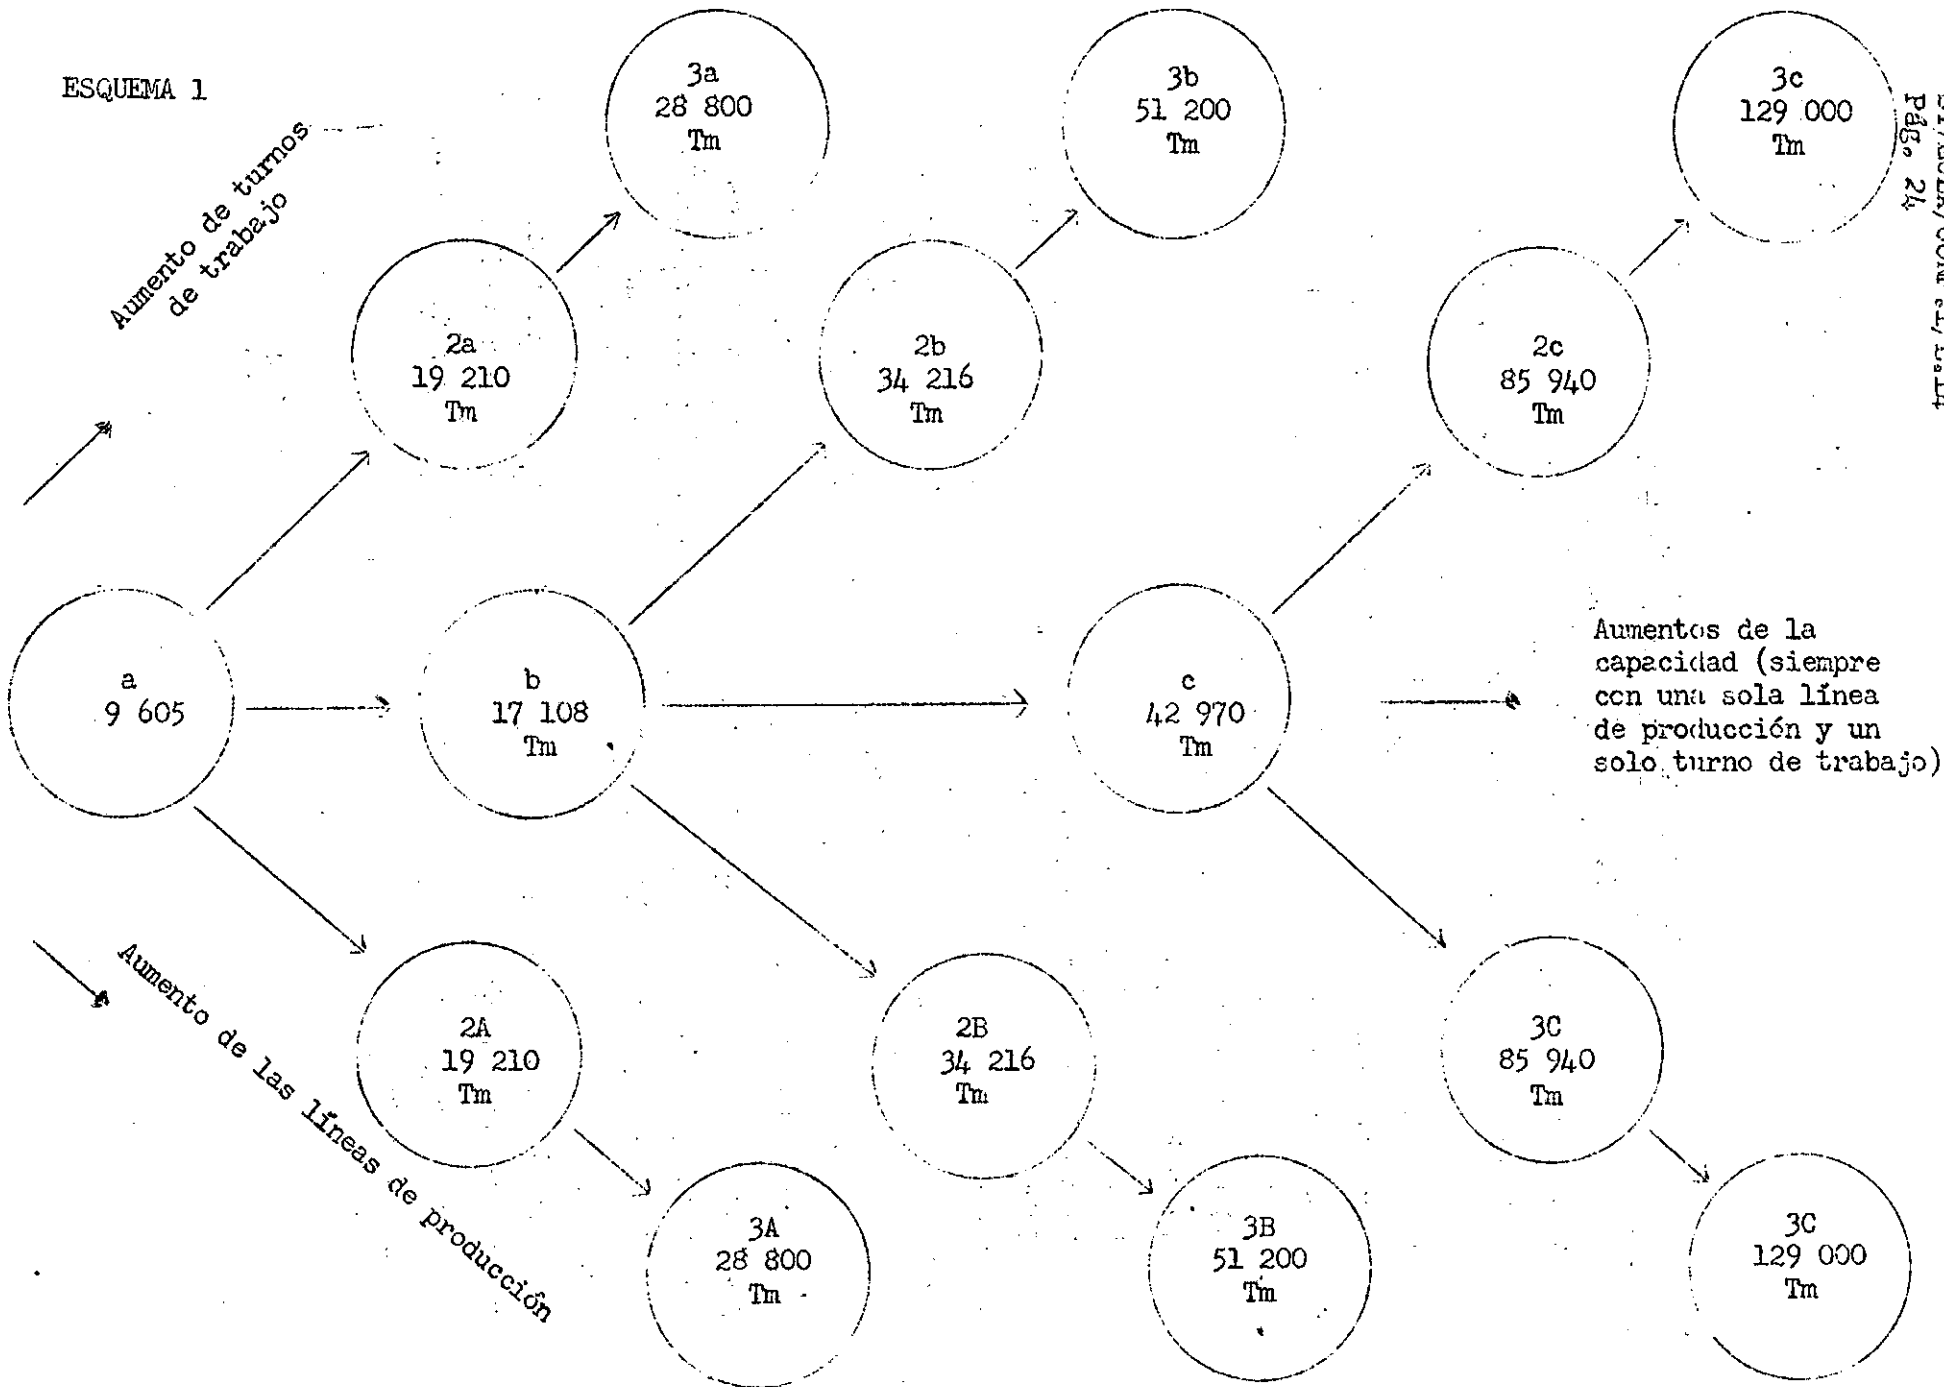 ESQUEMA 1
Pág. 24
Aumento de turnos
de trabajo
3a
28 800
Tm
3b
51 200
Tm
3c
129 000
Tm
2a
19 210
Tm
2b
34 216
Tm
2c
85 940
Tm
a
9 605
b
17 108
Tm
c
42 970
Tm
Aumentos de la
capacidad (siempre
con una sola línea
de producción y un
solo turno de trabajo)
Aumento de las líneas de producción
2A
19 210
Tm
2B
34 216
Tm
3C
85 940
Tm
3A
28 800
Tm
3B
51 200
Tm
3C
129 000
Tm